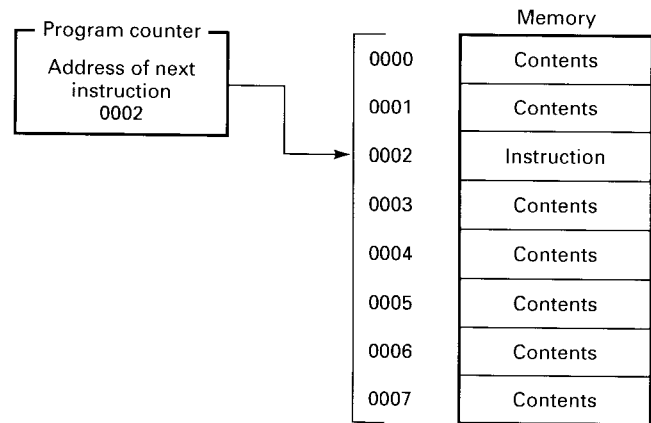 Program counter
Address of next
instruction
0002
Memory
0000 Contents
0001 Contents
0002 Instruction
0003 Contents
0004 Contents
0005 Contents
0006 Contents
0007 Contents